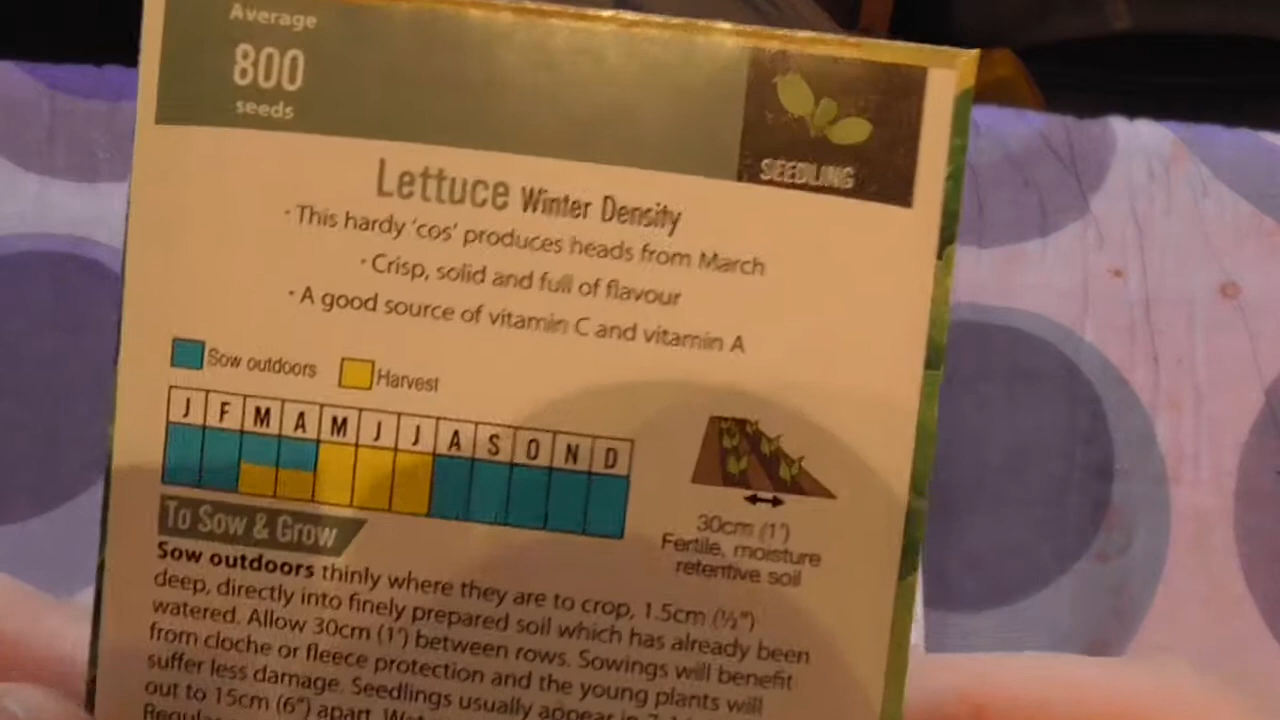 Average
800
seeds
SEEDLING
Lettuce Winter Density
· This hardy 'cos' produces heads from March
· Crisp, solid and full of flavour
· A good source of vitamin C and vitamin A
Sow outdoors Harvest
J F M A M J J A S O N D
30cm (1')
Fertile, moisture
retentive soil
To Sow & Grow
Sow outdoors thinly where they are to crop, 1.5cm (½")
deep, directly into finely prepared soil which has already been
watered. Allow 30cm (1') between rows. Sowings will benefit
from cloche or fleece protection and the young plants will
suffer less damage. Seedlings usually appear in
out to 15cm (6") apart.